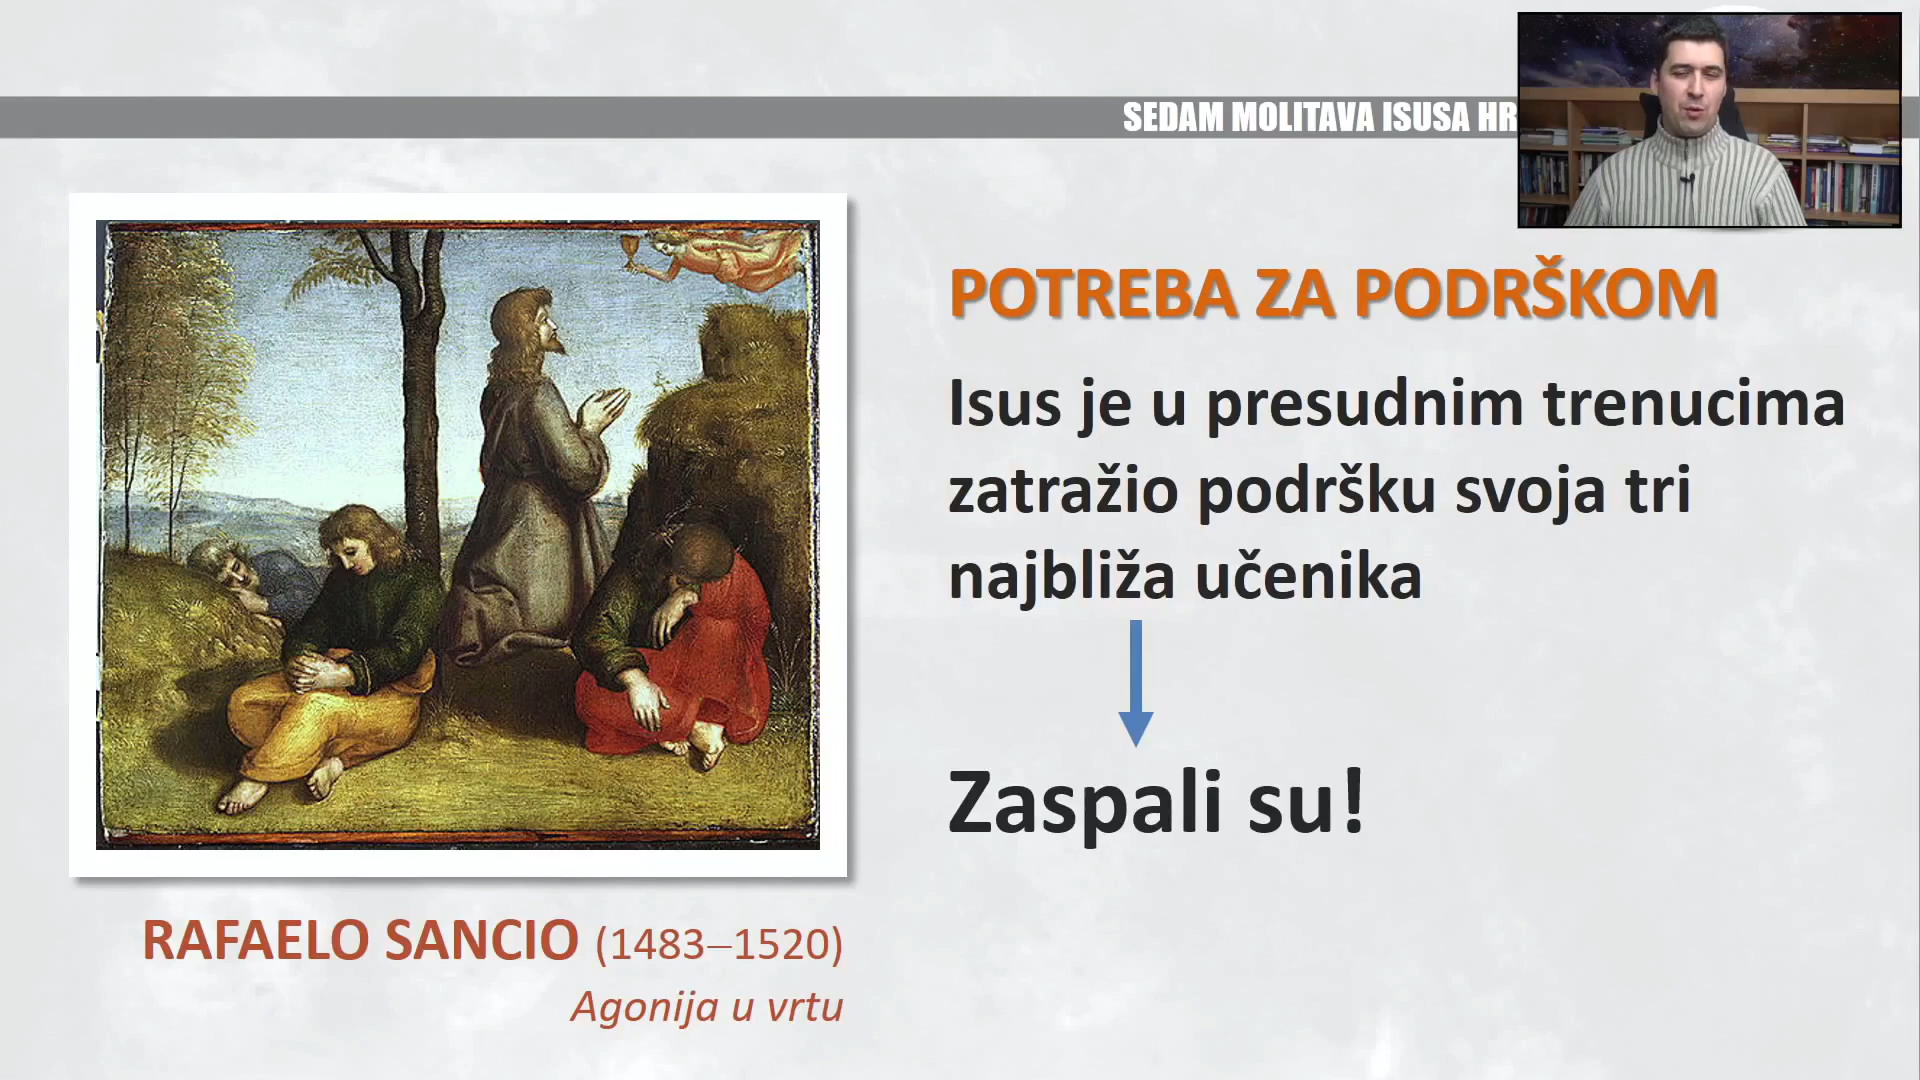 SEDAM MOLITAVA ISUSA
POTREBA ZA PODRŠKOM
Isus je u presudnim trenucima
zatražio podršku svoja tri
najbliža učenika
Zaspali su!
RAFAELO SANCIO (1483–1520)
Agonija u vrtu